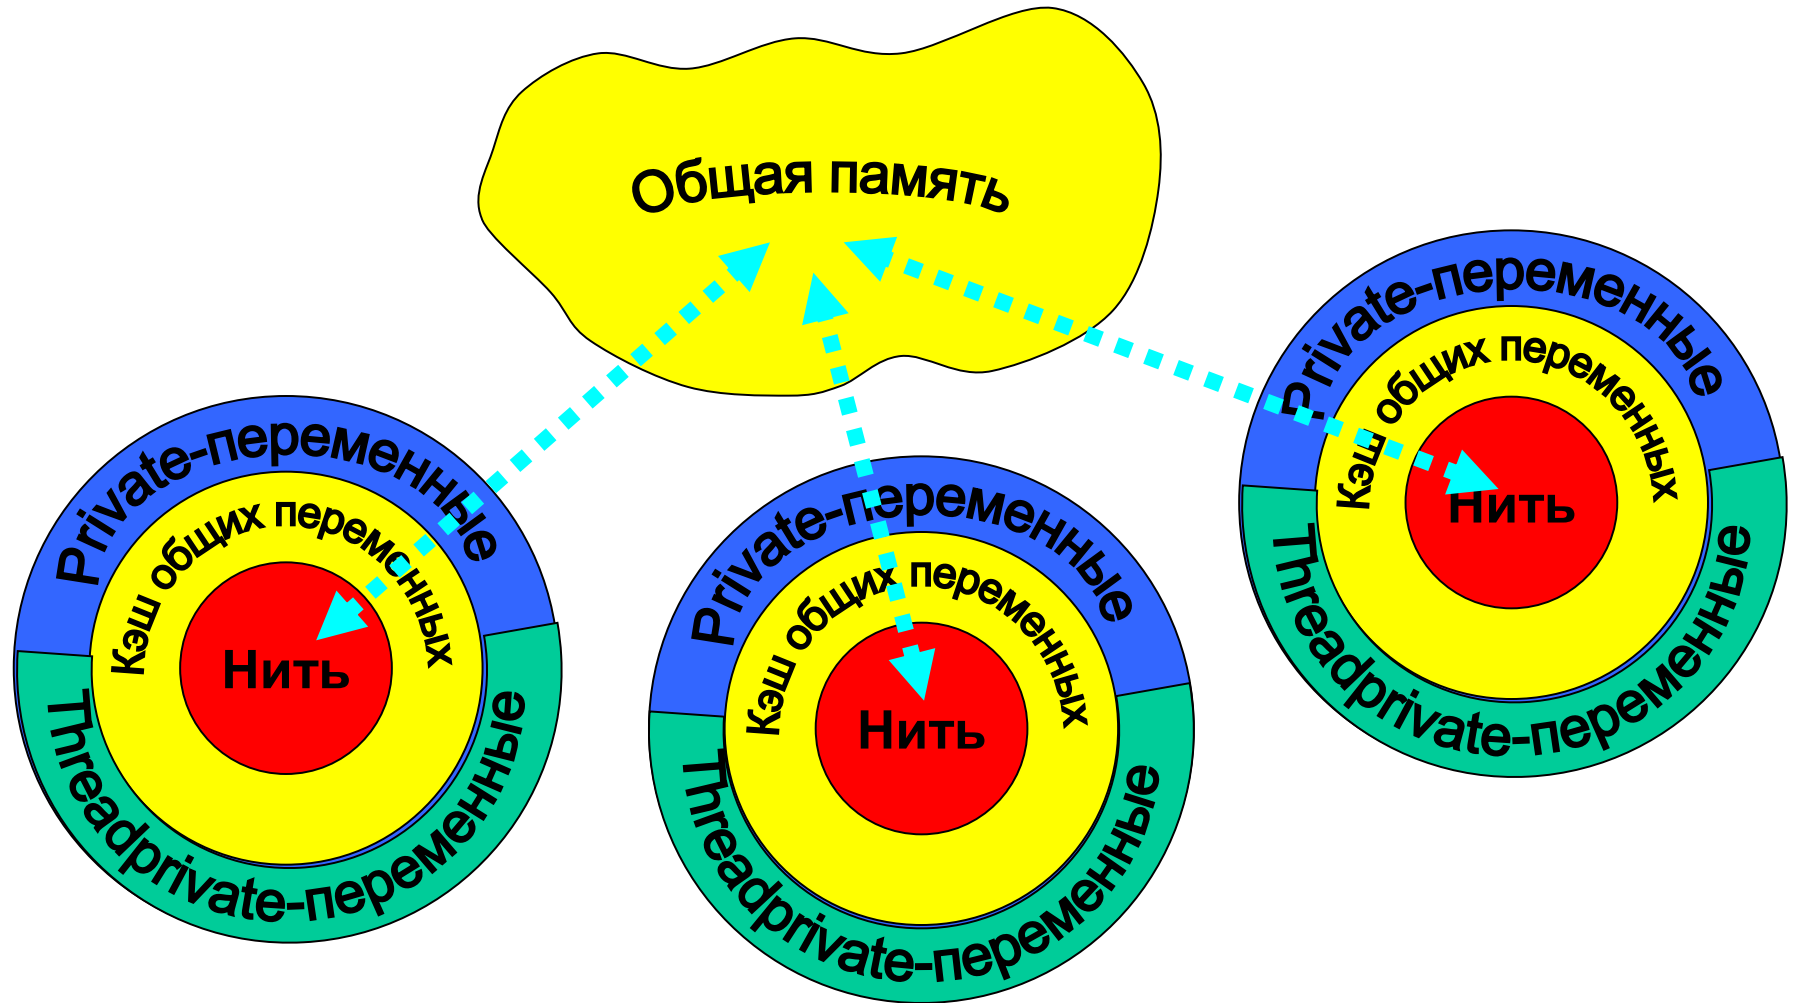 Общая память
Private-переменные
Кэш общих переменных
Нить
Threadprivate-переменные
Private-переменные
Кэш общих переменных
Нить
Threadprivate-переменные
Private-переменные
Кэш общих переменных
Нить
Threadprivate-переменные